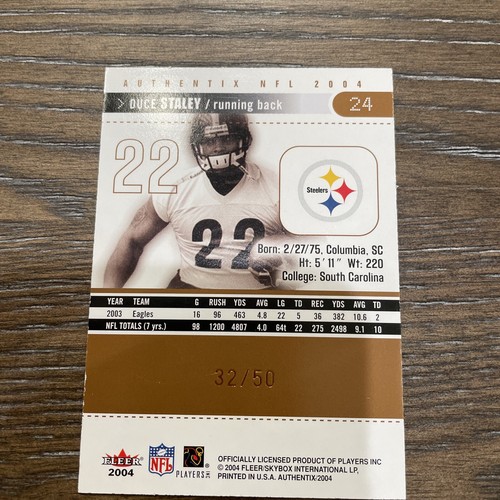 AUTHENTIX NFL 2004
> DUCE STALEY / running back
24
22
Steelers
22
Born: 2/27/75, Columbia, SC
Ht: 5' 11" Wt: 220
College: South Carolina
YEAR TEAM G RUSH YDS AVG LG TD REC YDS AVG TD
2003 Eagles 16 96 463 4.8 22 5 36 382 10.6 2
NFL TOTALS (7 yrs.) 98 1200 4807 4.0 64t 22 275 2498 9.1 10
32/50
FLEER
2004
NFL
PLAYERS INC
OFFICIALLY LICENSED PRODUCT OF PLAYERS INC
© 2004 FLEER/SKYBOX INTERNATIONAL LP,
PRINTED IN U.S.A. AUTHENTIX/2004